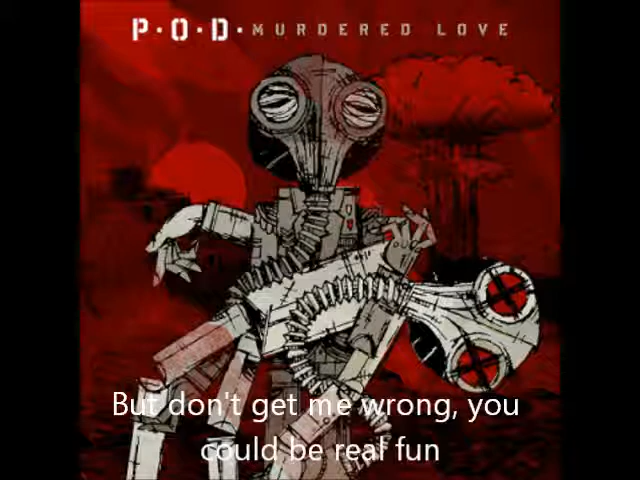 P·O·D· MURDERED LOVE
But don't get me wrong, you
could be real fun